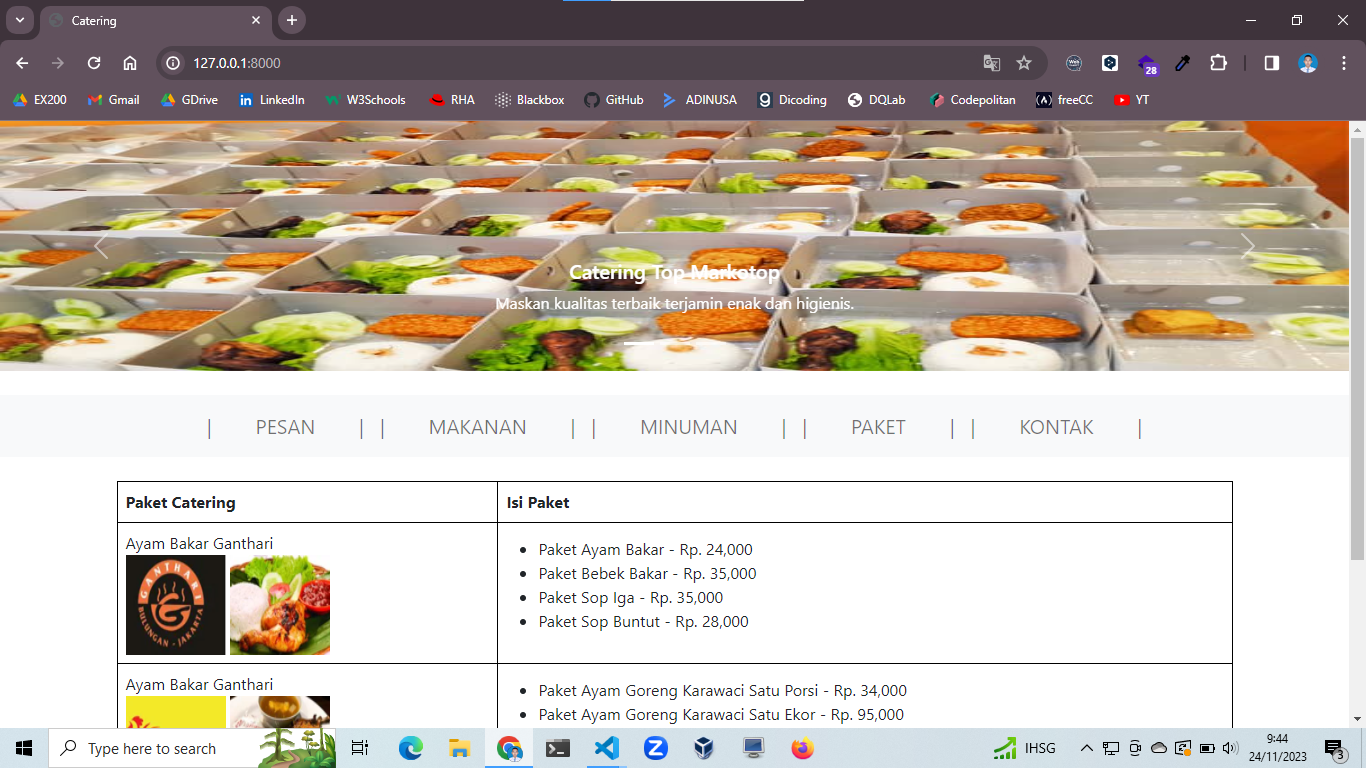 Catering
127.0.0.1:8000
28
EX200 Gmail GDrive LinkedIn W3Schools RHA Blackbox GitHub ADINUSA Dicoding DQLab Codepolitan freeCC YT
Catering Top Markotop
Maskan kualitas terbaik terjamin enak dan higienis.
| PESAN | | MAKANAN | | MINUMAN | | PAKET | | KONTAK |
Paket Catering Isi Paket
Ayam Bakar Ganthari
GANTHARI
BULUNGAN - JAKARTA
• Paket Ayam Bakar - Rp. 24,000
• Paket Bebek Bakar - Rp. 35,000
• Paket Sop Iga - Rp. 35,000
• Paket Sop Buntut - Rp. 28,000
Ayam Bakar Ganthari
• Paket Ayam Goreng Karawaci Satu Porsi - Rp. 34,000
• Paket Ayam Goreng Karawaci Satu Ekor - Rp. 95,000
Type here to search
IHSG
9:44
24/11/2023
3